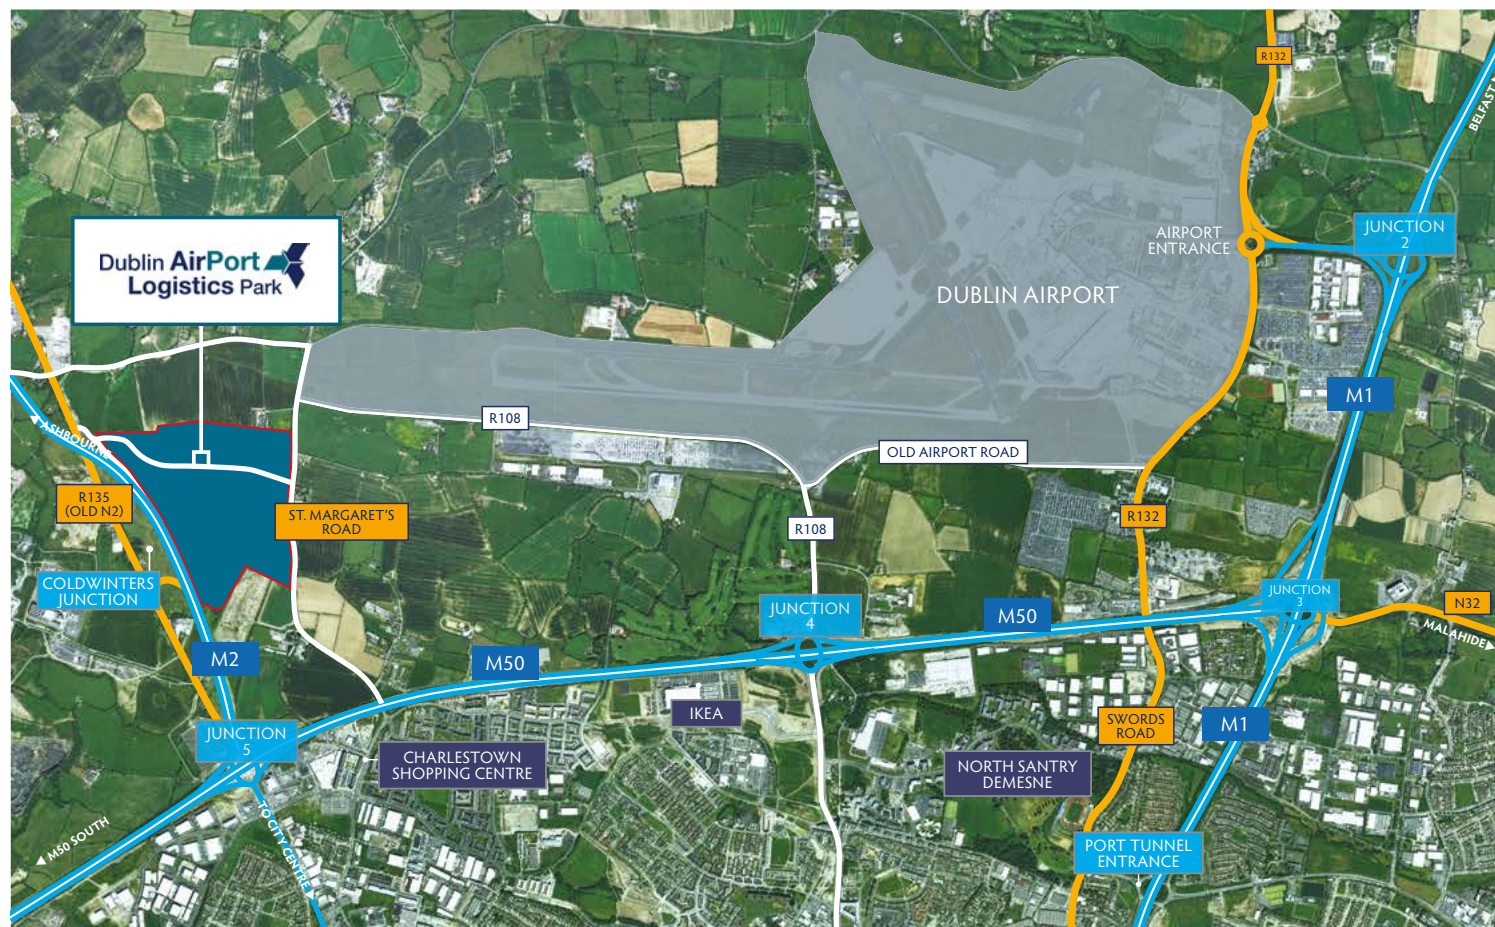 R132
BELFAST
JUNCTION
2
AIRPORT
ENTRANCE
Dublin AirPort
Logistics Park
DUBLIN AIRPORT
M1
R108
OLD AIRPORT ROAD
ASHBOURNE
R135
(OLD N2)
ST. MARGARET'S
ROAD
R108
R132
COLDWINTERS
JUNCTION
JUNCTION
4
M50
JUNCTION
3
N32
MALAHIDE
M2
M50
IKEA
SWORDS
ROAD
M1
JUNCTION
5
CHARLESTOWN
SHOPPING CENTRE
NORTH SANTRY
DEMESNE
M50 SOUTH
TO CITY CENTRE
PORT TUNNEL
ENTRANCE